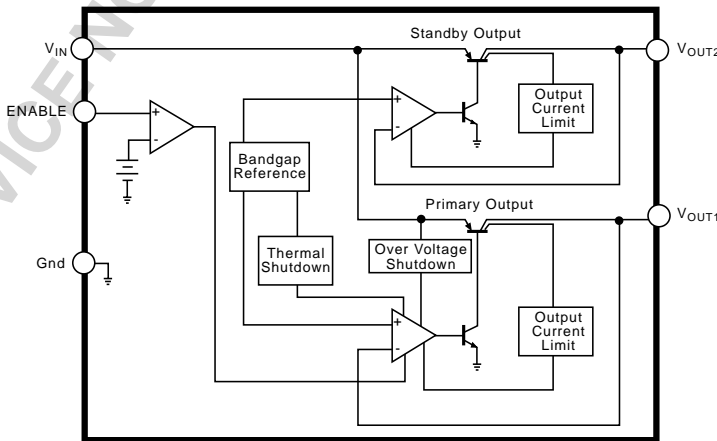 Standby Output
VIN
VOUT2
ENABLE
+
-
+
-
Output
Current
Limit
Bandgap
Reference
Primary Output
VOUT1
Thermal
Shutdown
Over Voltage
Shutdown
Gnd
+
-
Output
Current
Limit